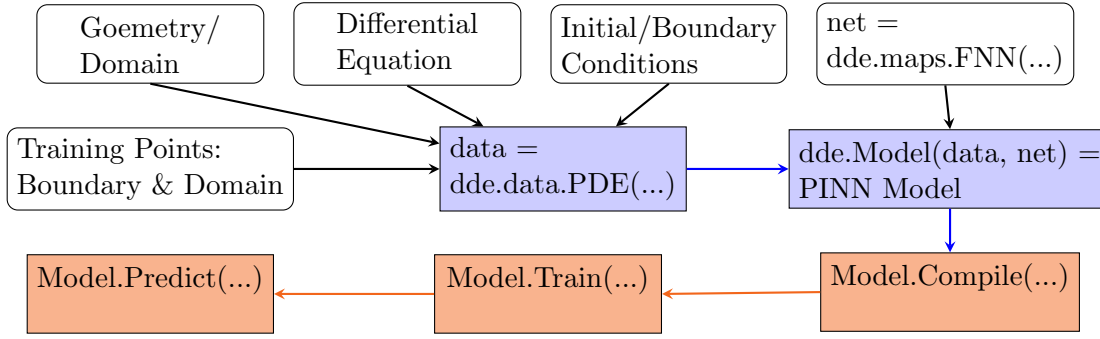 Goemetry/
Domain
Differential
Equation
Initial/Boundary
Conditions
net =
dde.maps.FNN(...)
Training Points:
Boundary & Domain
data =
dde.data.PDE(...)
dde.Model(data, net) =
PINN Model
Model.Predict(...)
Model.Train(...)
Model.Compile(...)